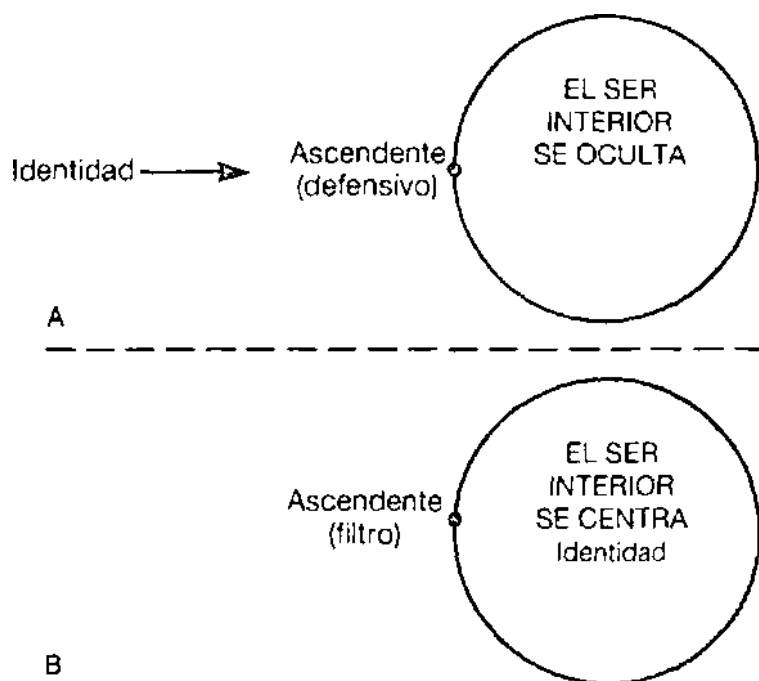 EL SER
INTERIOR
SE OCULTA
Identidad
Ascendente
(defensivo)
A
EL SER
INTERIOR
SE CENTRA
Identidad
Ascendente
(filtro)
B